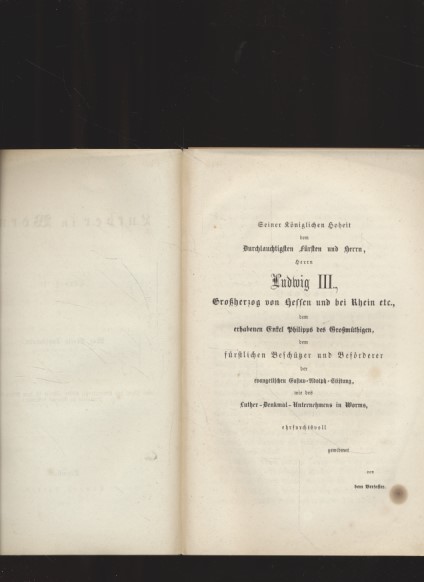 Seiner Königlichen Hoheit
dem
Durchlauchtigsten Fürsten und Herrn,
Herrn
Ludwig III.,
Großherzog von Hessen und bei Rhein etc.,
dem
erhabenen Enkel Philipps des Großmüthigen,
dem
fürstlichen Beschützer und Beförderer
der
evangelischen Gustav-Adolph-Stiftung,
wie des
Luther-Denkmal-Unternehmens in Worms,
ehrfurchtsvoll
gewidmet
von
dem Verfasser.